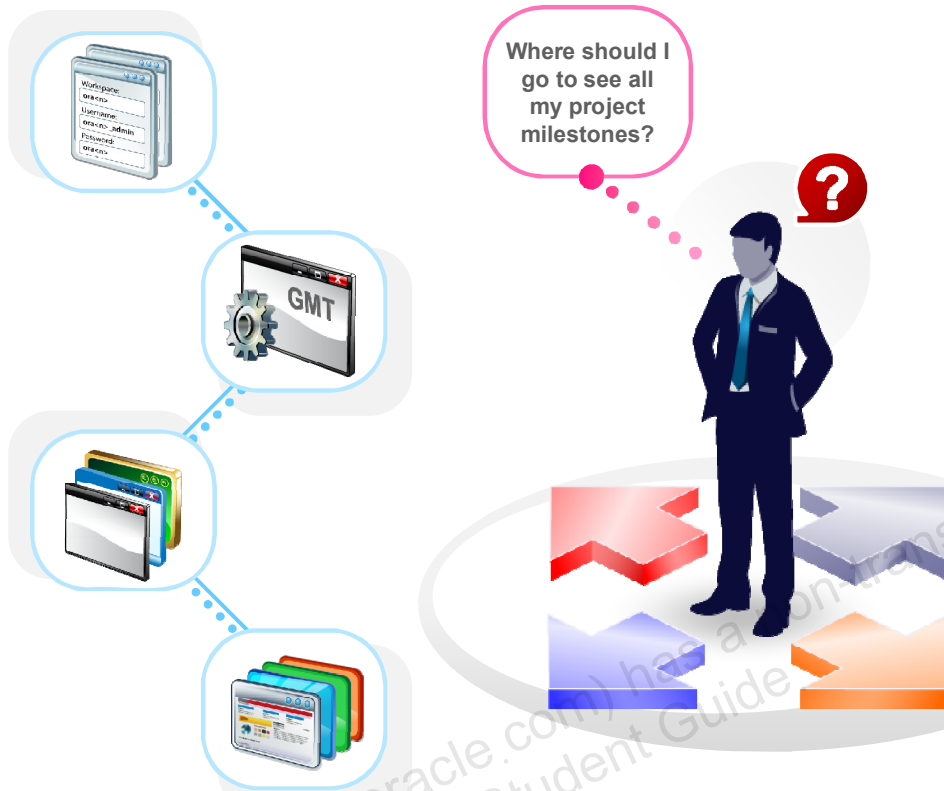 Workspace:
ora<n>
Username:
ora<n>_admin
Password:
ora<n>
GMT
Where should I
go to see all
my project
milestones?
?
com) has a non-trans
oracle
Student Guide